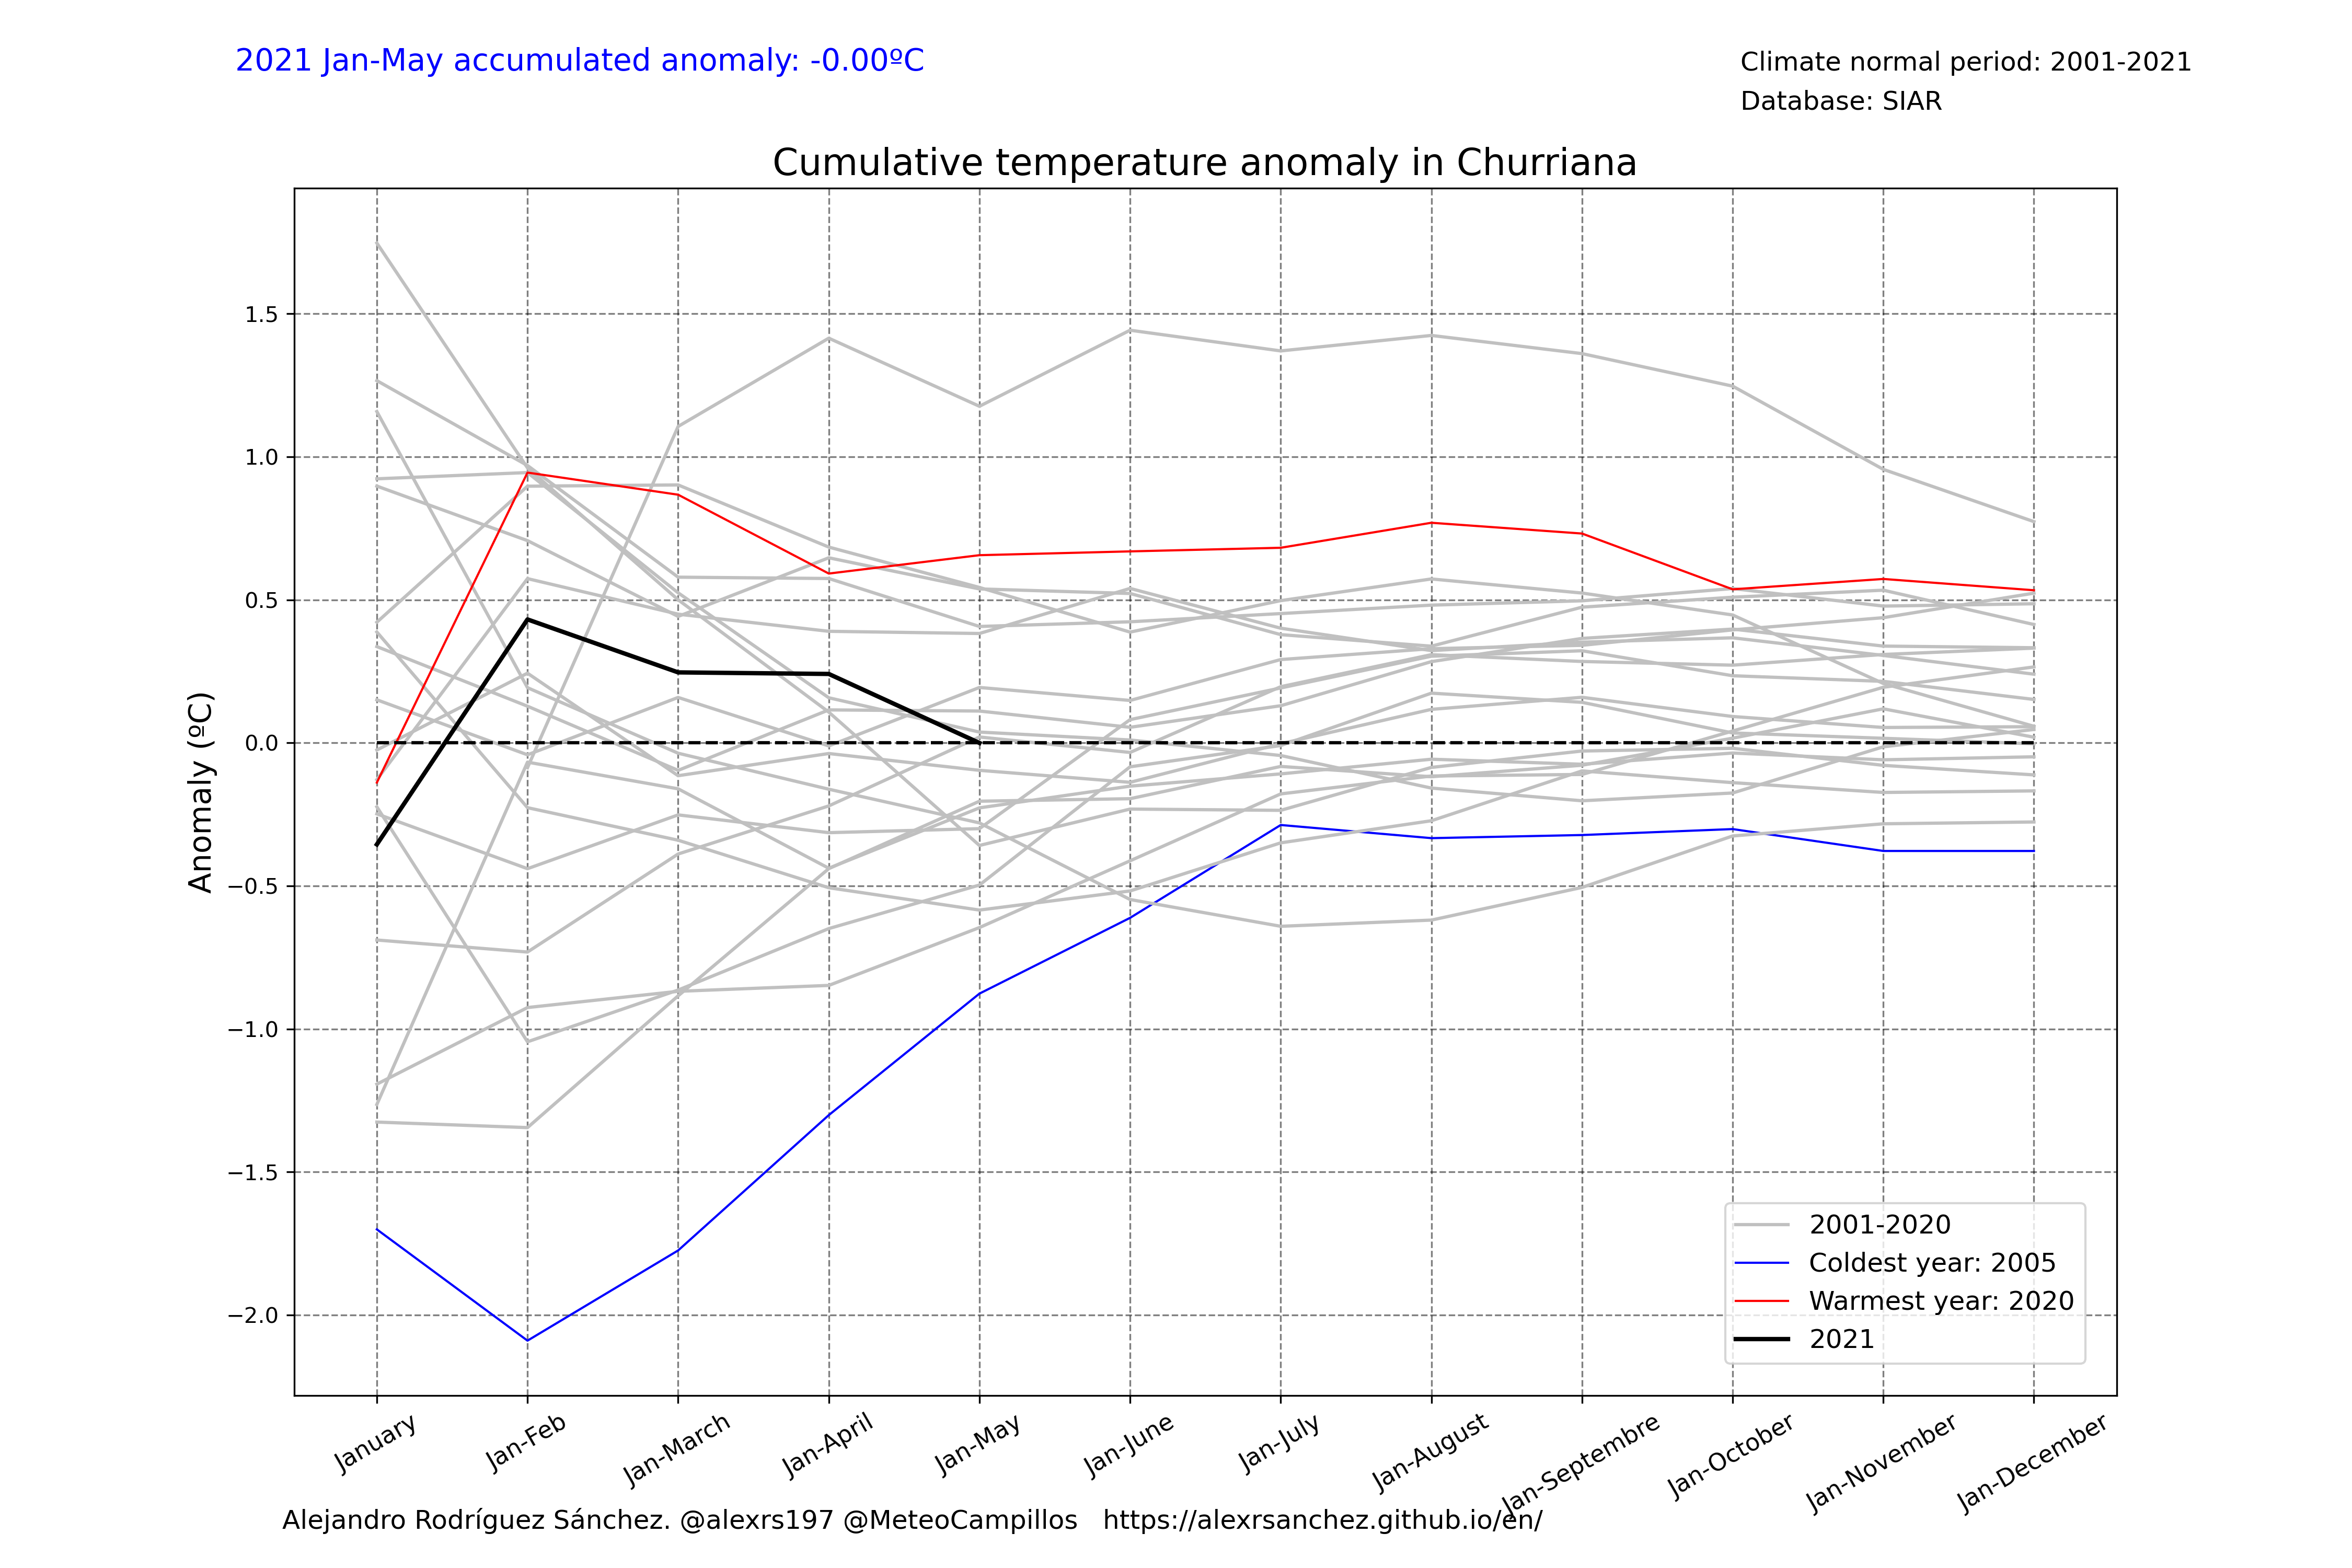 2021 Jan-May accumulated anomaly: -0.00ºC
Climate normal period: 2001-2021
Database: SIAR
Cumulative temperature anomaly in Churriana
Anomaly (ºC)
1.5
1.0
0.5
0.0
−0.5
−1.0
−1.5
−2.0
2001-2020
Coldest year: 2005
Warmest year: 2020
2021
January
Jan-Feb
Jan-March
Jan-April
Jan-May
Jan-June
Jan-July
Jan-August
Jan-Septembre
Jan-October
Jan-November
Jan-December
Alejandro Rodríguez Sánchez. @alexrs197 @MeteoCampillos   https://alexrsanchez.github.io/en/